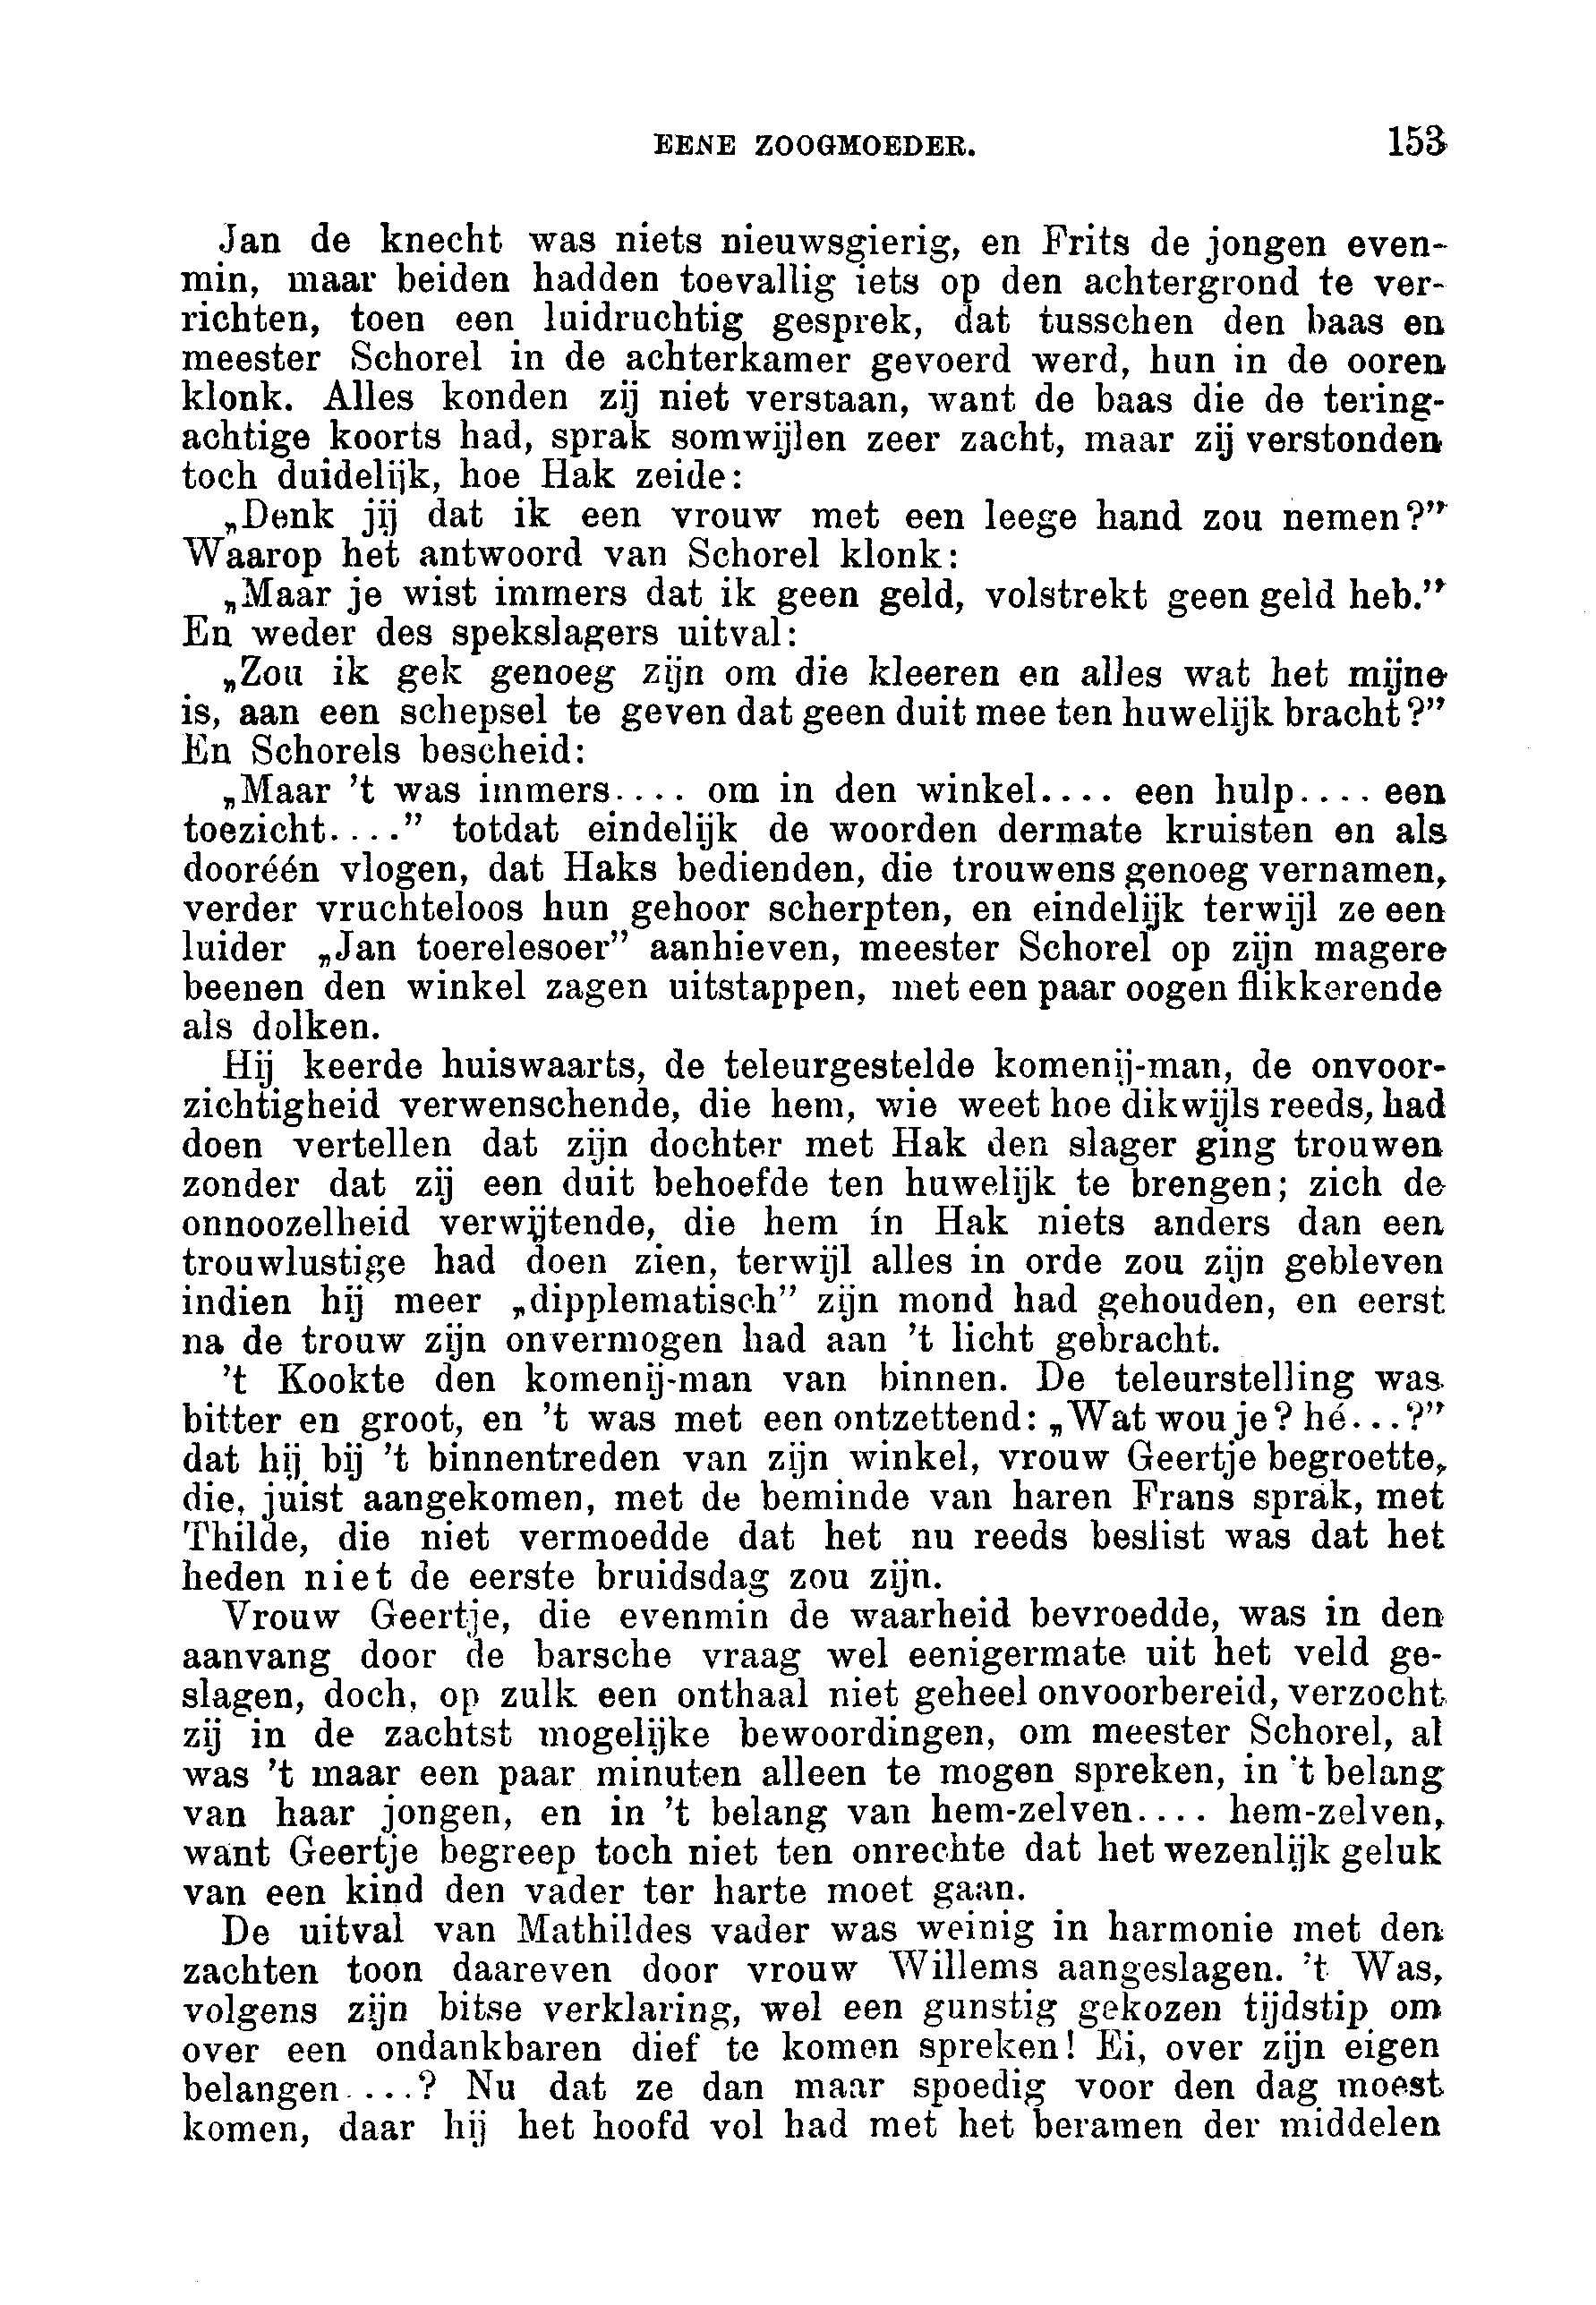 EENE ZOOGMOEDER. 153
Jan de knecht was niets nieuwsgierig, en Frits de jongen even-
min, maar beiden hadden toevallig iets op den achtergrond te ver-
richten, toen een luidruchtig gesprek, dat tusschen den baas en
meester Schorel in de achterkamer gevoerd werd, hun in de ooren
klonk. Alles konden zij niet verstaan, want de baas die de tering-
achtige koorts had, sprak somwijlen zeer zacht, maar zij verstonden
toch duidelijk, hoe Hak zeide:
„Denk jij dat ik een vrouw met een leege hand zou nemen?”
Waarop het antwoord van Schorel klonk:
„Maar je wist immers dat ik geen geld, volstrekt geen geld heb.”
En weder des spekslagers uitval:
„Zou ik gek genoeg zijn om die kleeren en alles wat het mijne
is, aan een schepsel te geven dat geen duit mee ten huwelijk bracht?”
En Schorels bescheid:
„Maar ’t was immers.... om in den winkel.... een hulp.... een
toezicht....” totdat eindelijk de woorden dermate kruisten en als
dooréén vlogen, dat Haks bedienden, die trouwens genoeg vernamen,
verder vruchteloos hun gehoor scherpten, en eindelijk terwijl ze een
luider „Jan toerelesoer” aanhieven, meester Schorel op zijn magere
beenen den winkel zagen uitstappen, met een paar oogen flikkerende
als dolken.
Hij keerde huiswaarts, de teleurgestelde komenij-man, de onvoor-
zichtigheid verwenschende, die hem, wie weet hoe dikwijls reeds, had
doen vertellen dat zijn dochter met Hak den slager ging trouwen
zonder dat zij een duit behoefde ten huwelijk te brengen; zich de
onnoozelheid verwijtende, die hem ín Hak niets anders dan een
trouwlustige had doen zien, terwijl alles in orde zou zijn gebleven
indien hij meer „dipplematisch” zijn mond had gehouden, en eerst
na de trouw zijn onvermogen had aan ’t licht gebracht.
’t Kookte den komenij-man van binnen. De teleurstelling was
bitter en groot, en ’t was met een ontzettend: „Wat wou je? hé...?”
dat hij bij ’t binnentreden van zijn winkel, vrouw Geertje begroette,
die, juist aangekomen, met de beminde van haren Frans sprak, met
Thilde, die niet vermoedde dat het nu reeds beslist was dat het
heden niet de eerste bruidsdag zou zijn.
Vrouw Geertje, die evenmin de waarheid bevroedde, was in den
aanvang door de barsche vraag wel eenigermate uit het veld ge-
slagen, doch, op zulk een onthaal niet geheel onvoorbereid, verzocht
zij in de zachtst mogelijke bewoordingen, om meester Schorel, al
was ’t maar een paar minuten alleen te mogen spreken, in ’t belang
van haar jongen, en in ’t belang van hem-zelven.... hem-zelven,
want Geertje begreep toch niet ten onrechte dat het wezenlijk geluk
van een kind den vader ter harte moet gaan.
De uitval van Mathildes vader was weinig in harmonie met den
zachten toon daareven door vrouw Willems aangeslagen. ’t Was,
volgens zijn bitse verklaring, wel een gunstig gekozen tijdstip om
over een ondankbaren dief te komen spreken! Ei, over zijn eigen
belangen....? Nu dat ze dan maar spoedig voor den dag moest
komen, daar hij het hoofd vol had met het beramen der middelen